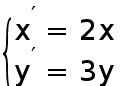 x′ = 2x
y′ = 3y